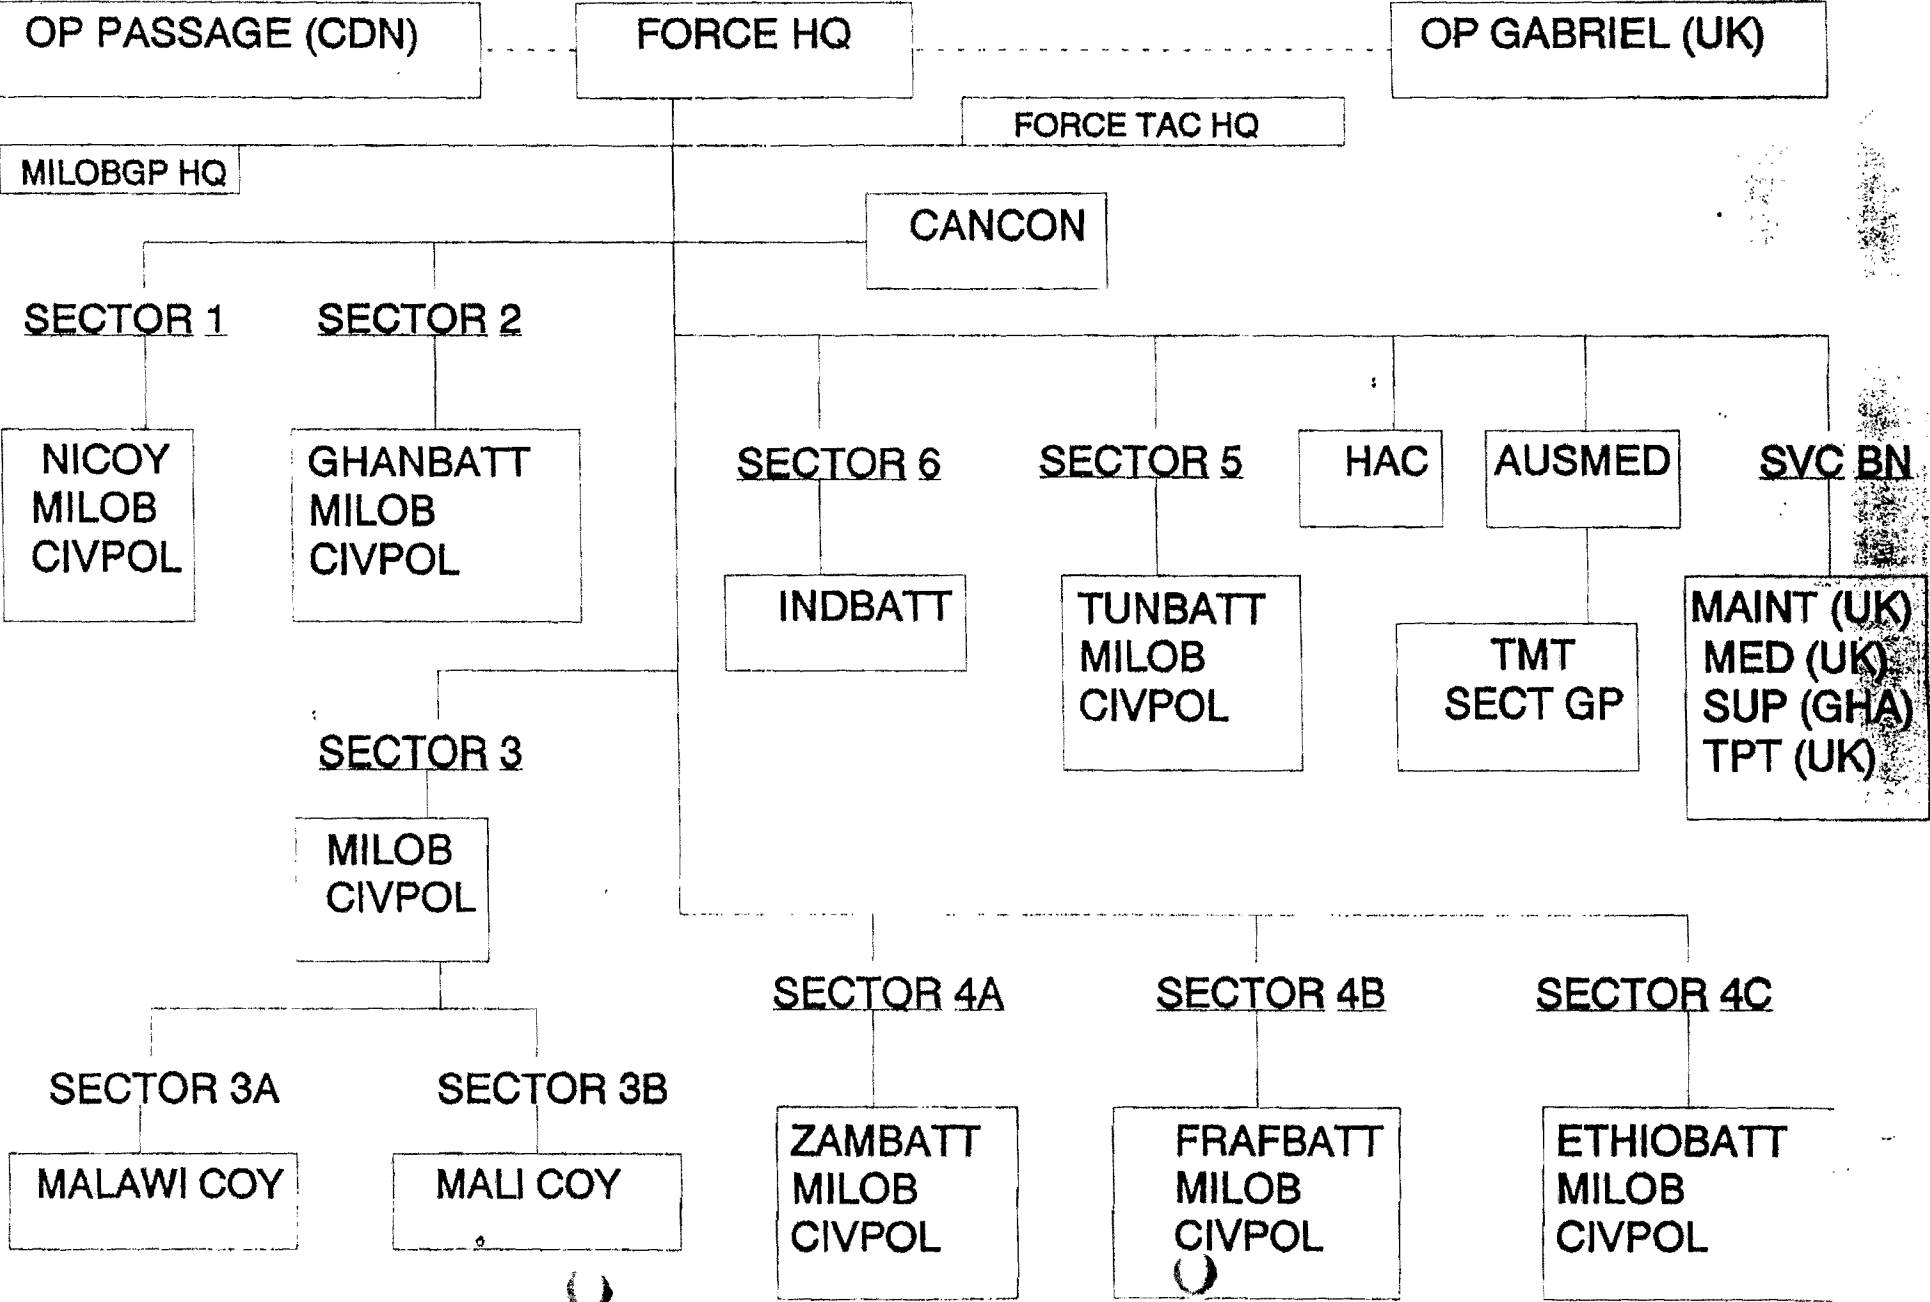 OP PASSAGE (CDN)
FORCE HQ
OP GABRIEL (UK)
FORCE TAC HQ
MILOBGP HQ
CANCON
SECTOR 1
SECTOR 2
NICOY
MILOB
CIVPOL
GHANBATT
MILOB
CIVPOL
SECTOR 6
SECTOR 5
HAC
AUSMED
SVC BN
INDBATT
TUNBATT
MILOB
CIVPOL
TMT
SECT GP
MAINT (UK)
MED (UK)
SUP (GHA)
TPT (UK)
SECTOR 3
MILOB
CIVPOL
SECTOR 4A
SECTOR 4B
SECTOR 4C
SECTOR 3A
SECTOR 3B
MALAWI COY
MALI COY
ZAMBATT
MILOB
CIVPOL
FRAFBATT
MILOB
CIVPOL
ETHIOBATT
MILOB
CIVPOL